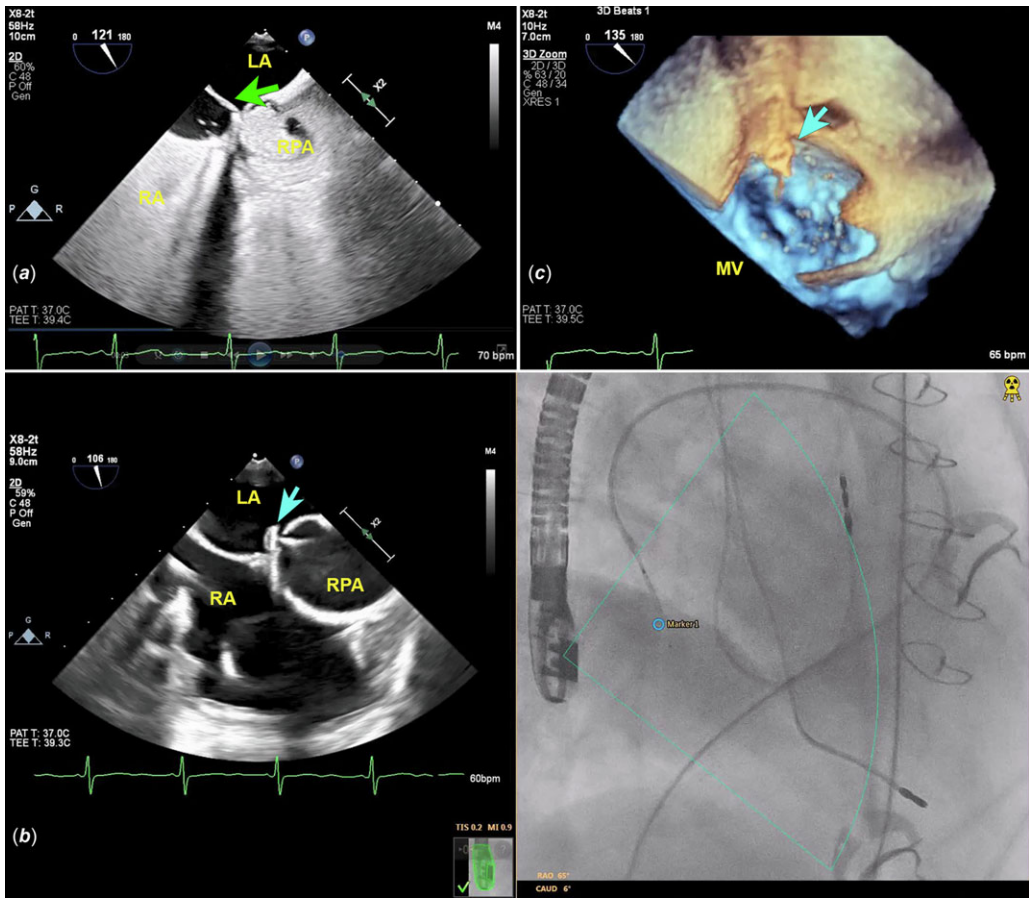 X8-2t
58Hz
10cm
0 121 180
2D
60%
C 48
P Off
Gen
P
M4
LA
X2
RPA
RA
G
P R
(a)
PAT T: 37.0C
TEE T: 39.4C
70 bpm
X8-2t
10Hz
7.0cm
3D Beats 1
0 135 180
3D Zoom
2D / 3D
% 63 / 20
C 48 / 34
Gen
XRES 1
(c)
MV
PAT T: 37.0C
TEE T: 39.5C
65 bpm
X8-2t
58Hz
9.0cm
0 106 180
2D
59%
C 48
P Off
Gen
P
M4
LA
X2
RA
RPA
G
P R
PAT T: 37.0C
TEE T: 39.3C
60bpm
(b)
TIS 0.2 MI 0.9
Marker 1
RAO 65°
CAUD 6°